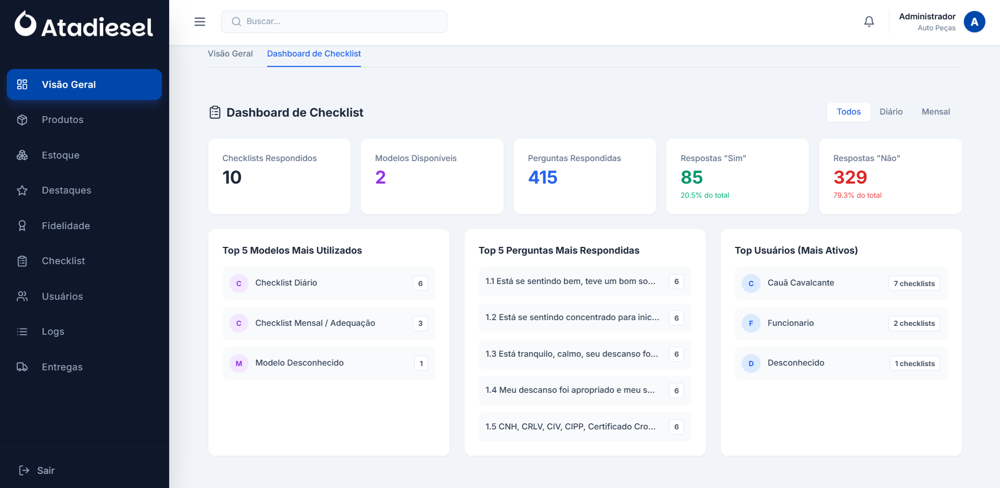 Atadiesel
Buscar...
Administrador
Auto Peças
A
Visão Geral
Produtos
Estoque
Destaques
Fidelidade
Checklist
Usuários
Logs
Entregas
Sair
Visão Geral
Dashboard de Checklist
Dashboard de Checklist
Todos
Diário
Mensal
Checklists Respondidos
10
Modelos Disponíveis
2
Perguntas Respondidas
415
Respostas "Sim"
85
20.5% do total
Respostas "Não"
329
79.3% do total
Top 5 Modelos Mais Utilizados
C Checklist Diário 6
C Checklist Mensal / Adequação 3
M Modelo Desconhecido 1
Top 5 Perguntas Mais Respondidas
1.1 Está se sentindo bem, teve um bom so... 6
1.2 Está se sentindo concentrado para inic... 6
1.3 Está tranquilo, calmo, seu descanso fo... 6
1.4 Meu descanso foi apropriado e meu s... 6
1.5 CNH, CRLV, CIV, CIPP, Certificado Cro... 6
Top Usuários (Mais Ativos)
C Cauã Cavalcante 7 checklists
F Funcionario 2 checklists
D Desconhecido 1 checklists